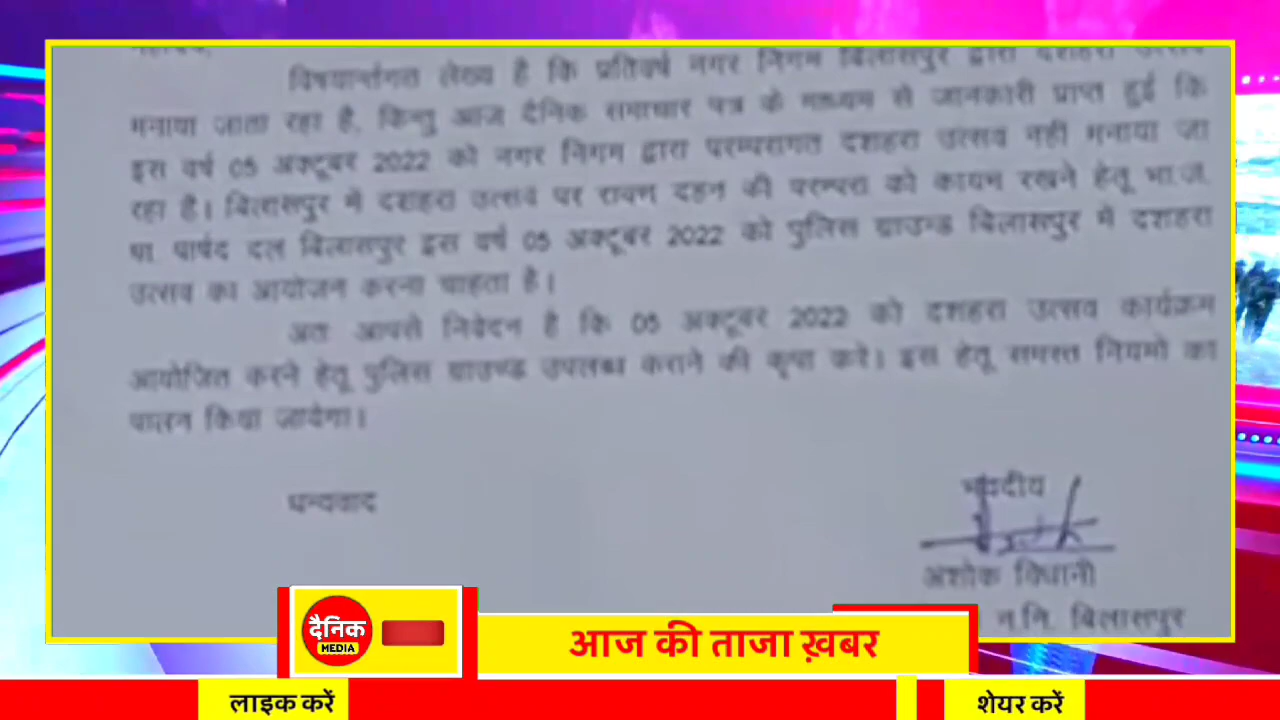 महोदय,
विषयार्न्तगत लेख्य है कि प्रतिवर्ष नगर निगम बिलासपुर द्वारा दशहरा उत्सव
मनाया जाता रहा है, किन्तु आज दैनिक समाचार पत्र के मध्यम से जानकारी प्राप्त हुई कि
इस वर्ष 05 अक्टूबर 2022 को नगर निगम द्वारा परम्परागत दशहरा उत्सव नही मनाया जा
रहा है। बिलासपुर में दशहरा उत्सव पर रावण दहन की परम्परा को कायम रखने हेतू भा.ज.
पा. पार्षद दल बिलासपुर इस वर्ष 05 अक्टूबर 2022 को पुलिस ग्राउन्ड बिलासपुर में दशहरा
उत्सव का आयोजन करना चाहता है।
अतः आपसे निवेदन है कि 05 अक्टूबर 2022 को दशहरा उत्सव कार्यक्रम
आयोजित करने हेतू पुलिस ग्राउण्ड उपलब्ध कराने की कृपा करे। इस हेतू समस्त नियमो का
पालन किया जायेगा।
धन्यवाद
भवदीय
अशोक विधानी
न.नि. बिलासपुर
दैनिक
MEDIA
आज की ताजा ख़बर
लाइक करें
शेयर करें